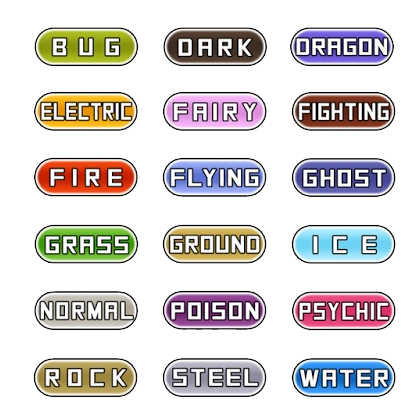 BUG DARK DRAGON
ELECTRIC FAIRY FIGHTING
FIRE FLYING GHOST
GRASS GROUND ICE
NORMAL POISON PSYCHIC
ROCK STEEL WATER